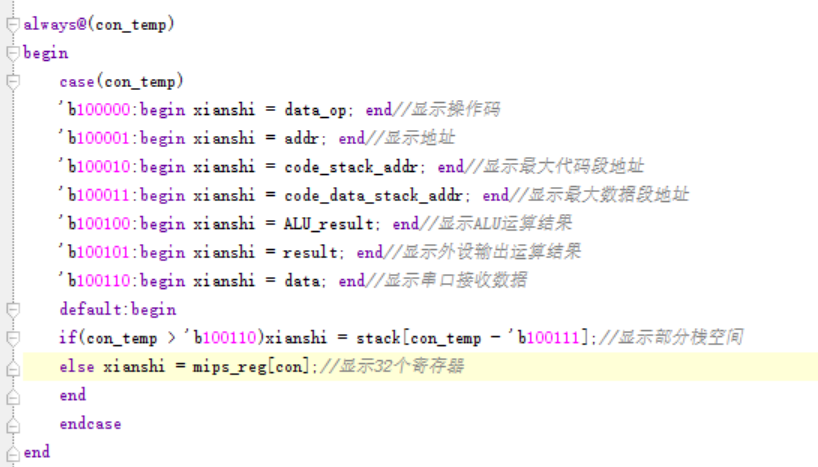 always@(con_temp)
begin
case(con_temp)
'b100000:begin xianshi = data_op; end//显示操作码
'b100001:begin xianshi = addr; end//显示地址
'b100010:begin xianshi = code_stack_addr; end//显示最大代码段地址
'b100011:begin xianshi = code_data_stack_addr; end//显示最大数据段地址
'b100100:begin xianshi = ALU_result; end//显示ALU运算结果
'b100101:begin xianshi = result; end//显示外设输出运算结果
'b100110:begin xianshi = data; end//显示串口接收数据
default:begin
if(con_temp > 'b100110)xianshi = stack[con_temp - 'b100111];//显示部分栈空间
else xianshi = mips_reg[con];//显示32个寄存器
end
endcase
end